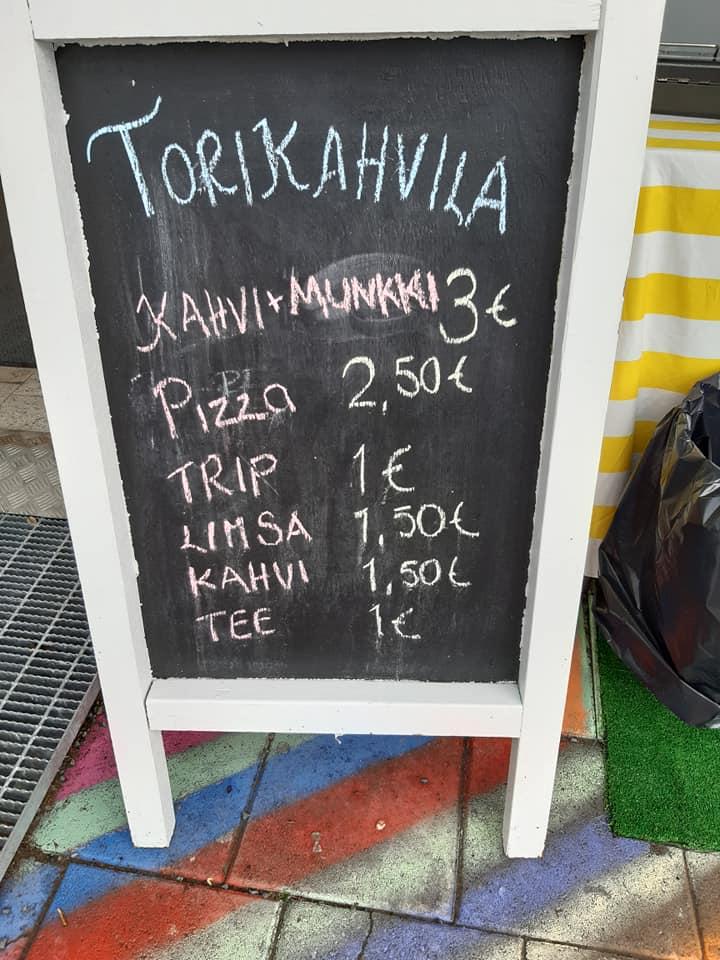 TORIKAHVILA
KAHVI+MUNKKI 3€
Pizza 2,50€
TRIP 1€
LIMSA 1,50€
KAHVI 1,50€
TEE 1€